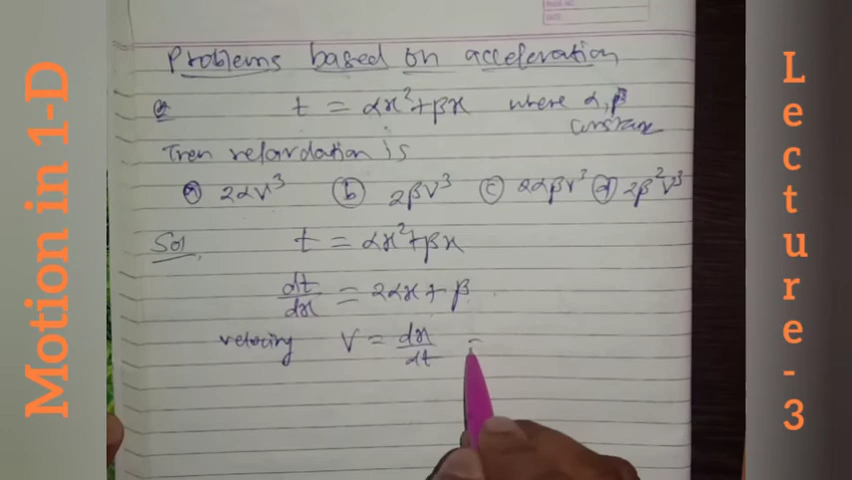 Motion in 1-D
Problems based on acceleration
t = αx²+βx where α, β
constant
Then retardation is
ⓐ 2αV³ ⓑ 2βV³ ⓒ 2αβV³ ⓓ 2β²V³
Sol. t = αx²+βx
dt/dx = 2αx + β
velocity V = dx/dt =
Lecture-3